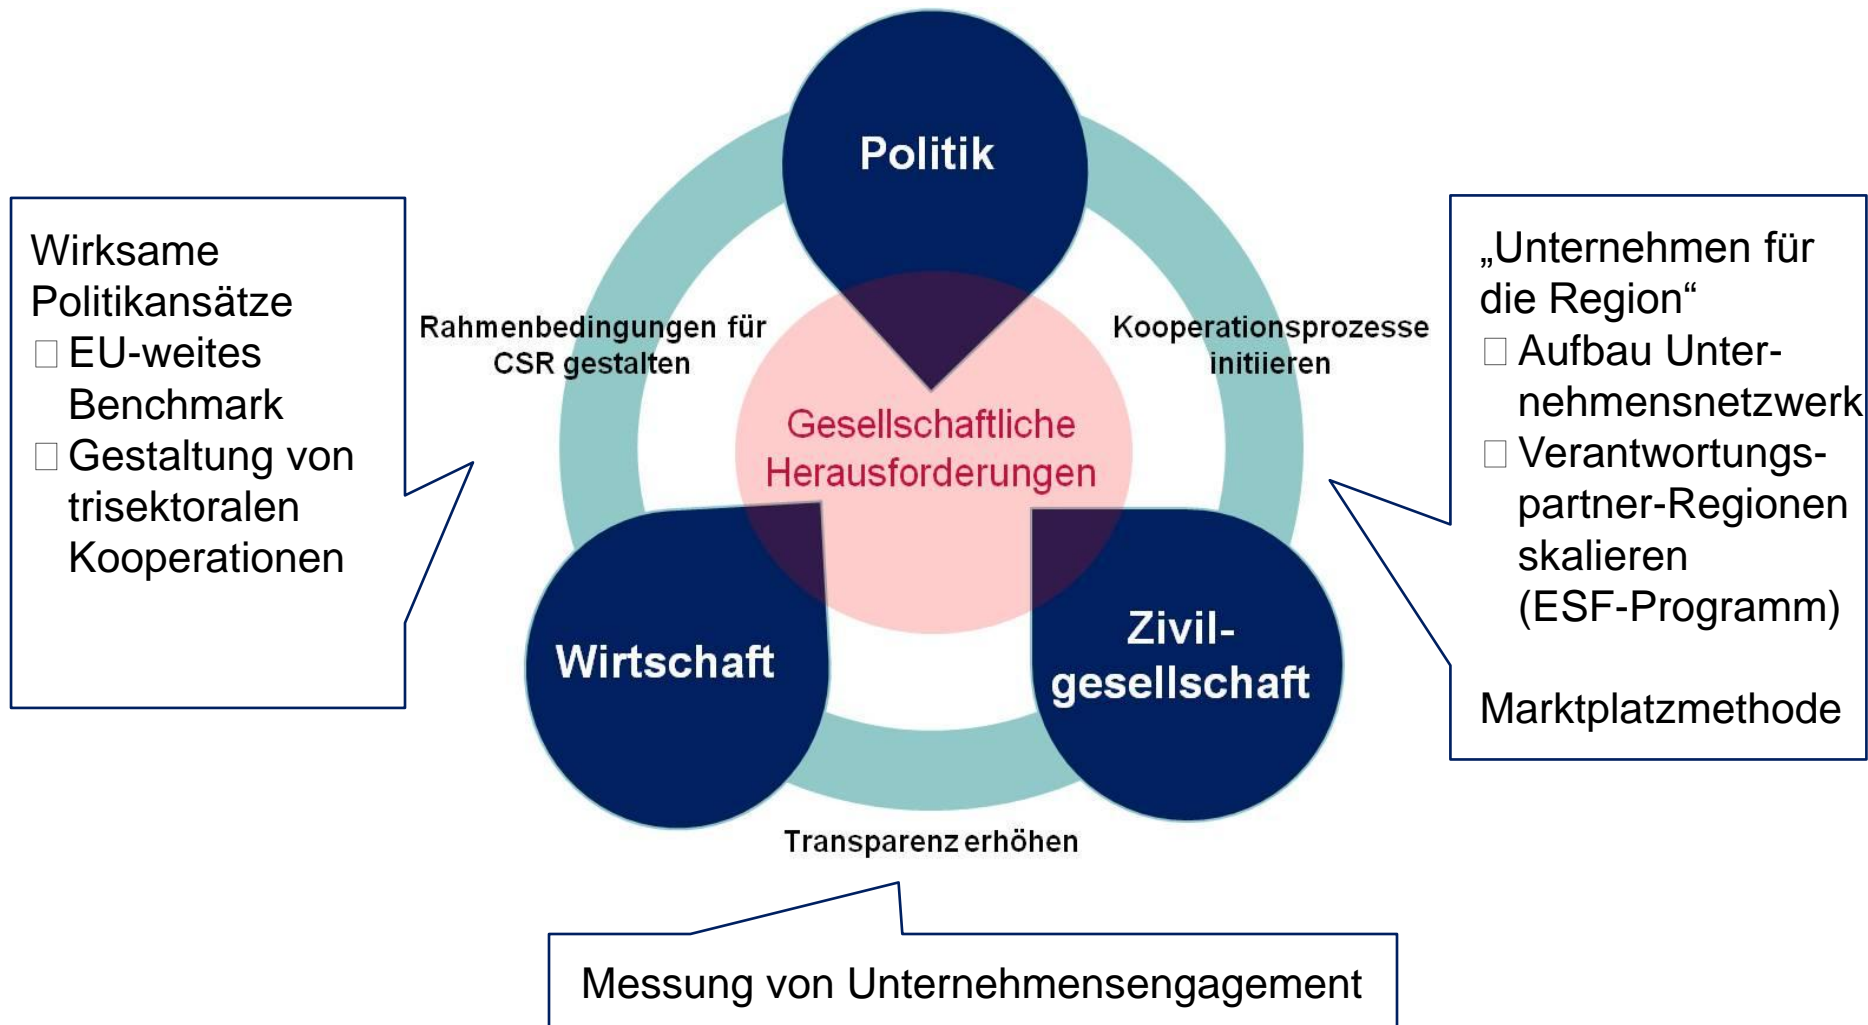 Politik
Wirksame
Politikansätze
□ EU-weites
Benchmark
□ Gestaltung von
trisektoralen
Kooperationen
Rahmenbedingungen für
CSR gestalten
Kooperationsprozesse
initiieren
„Unternehmen für
die Region“
□ Aufbau Unter-
nehmensnetzwerk
□ Verantwortungs-
partner-Regionen
skalieren
(ESF-Programm)
Marktplatzmethode
Gesellschaftliche
Herausforderungen
Wirtschaft
Zivil-
gesellschaft
Transparenz erhöhen
Messung von Unternehmensengagement